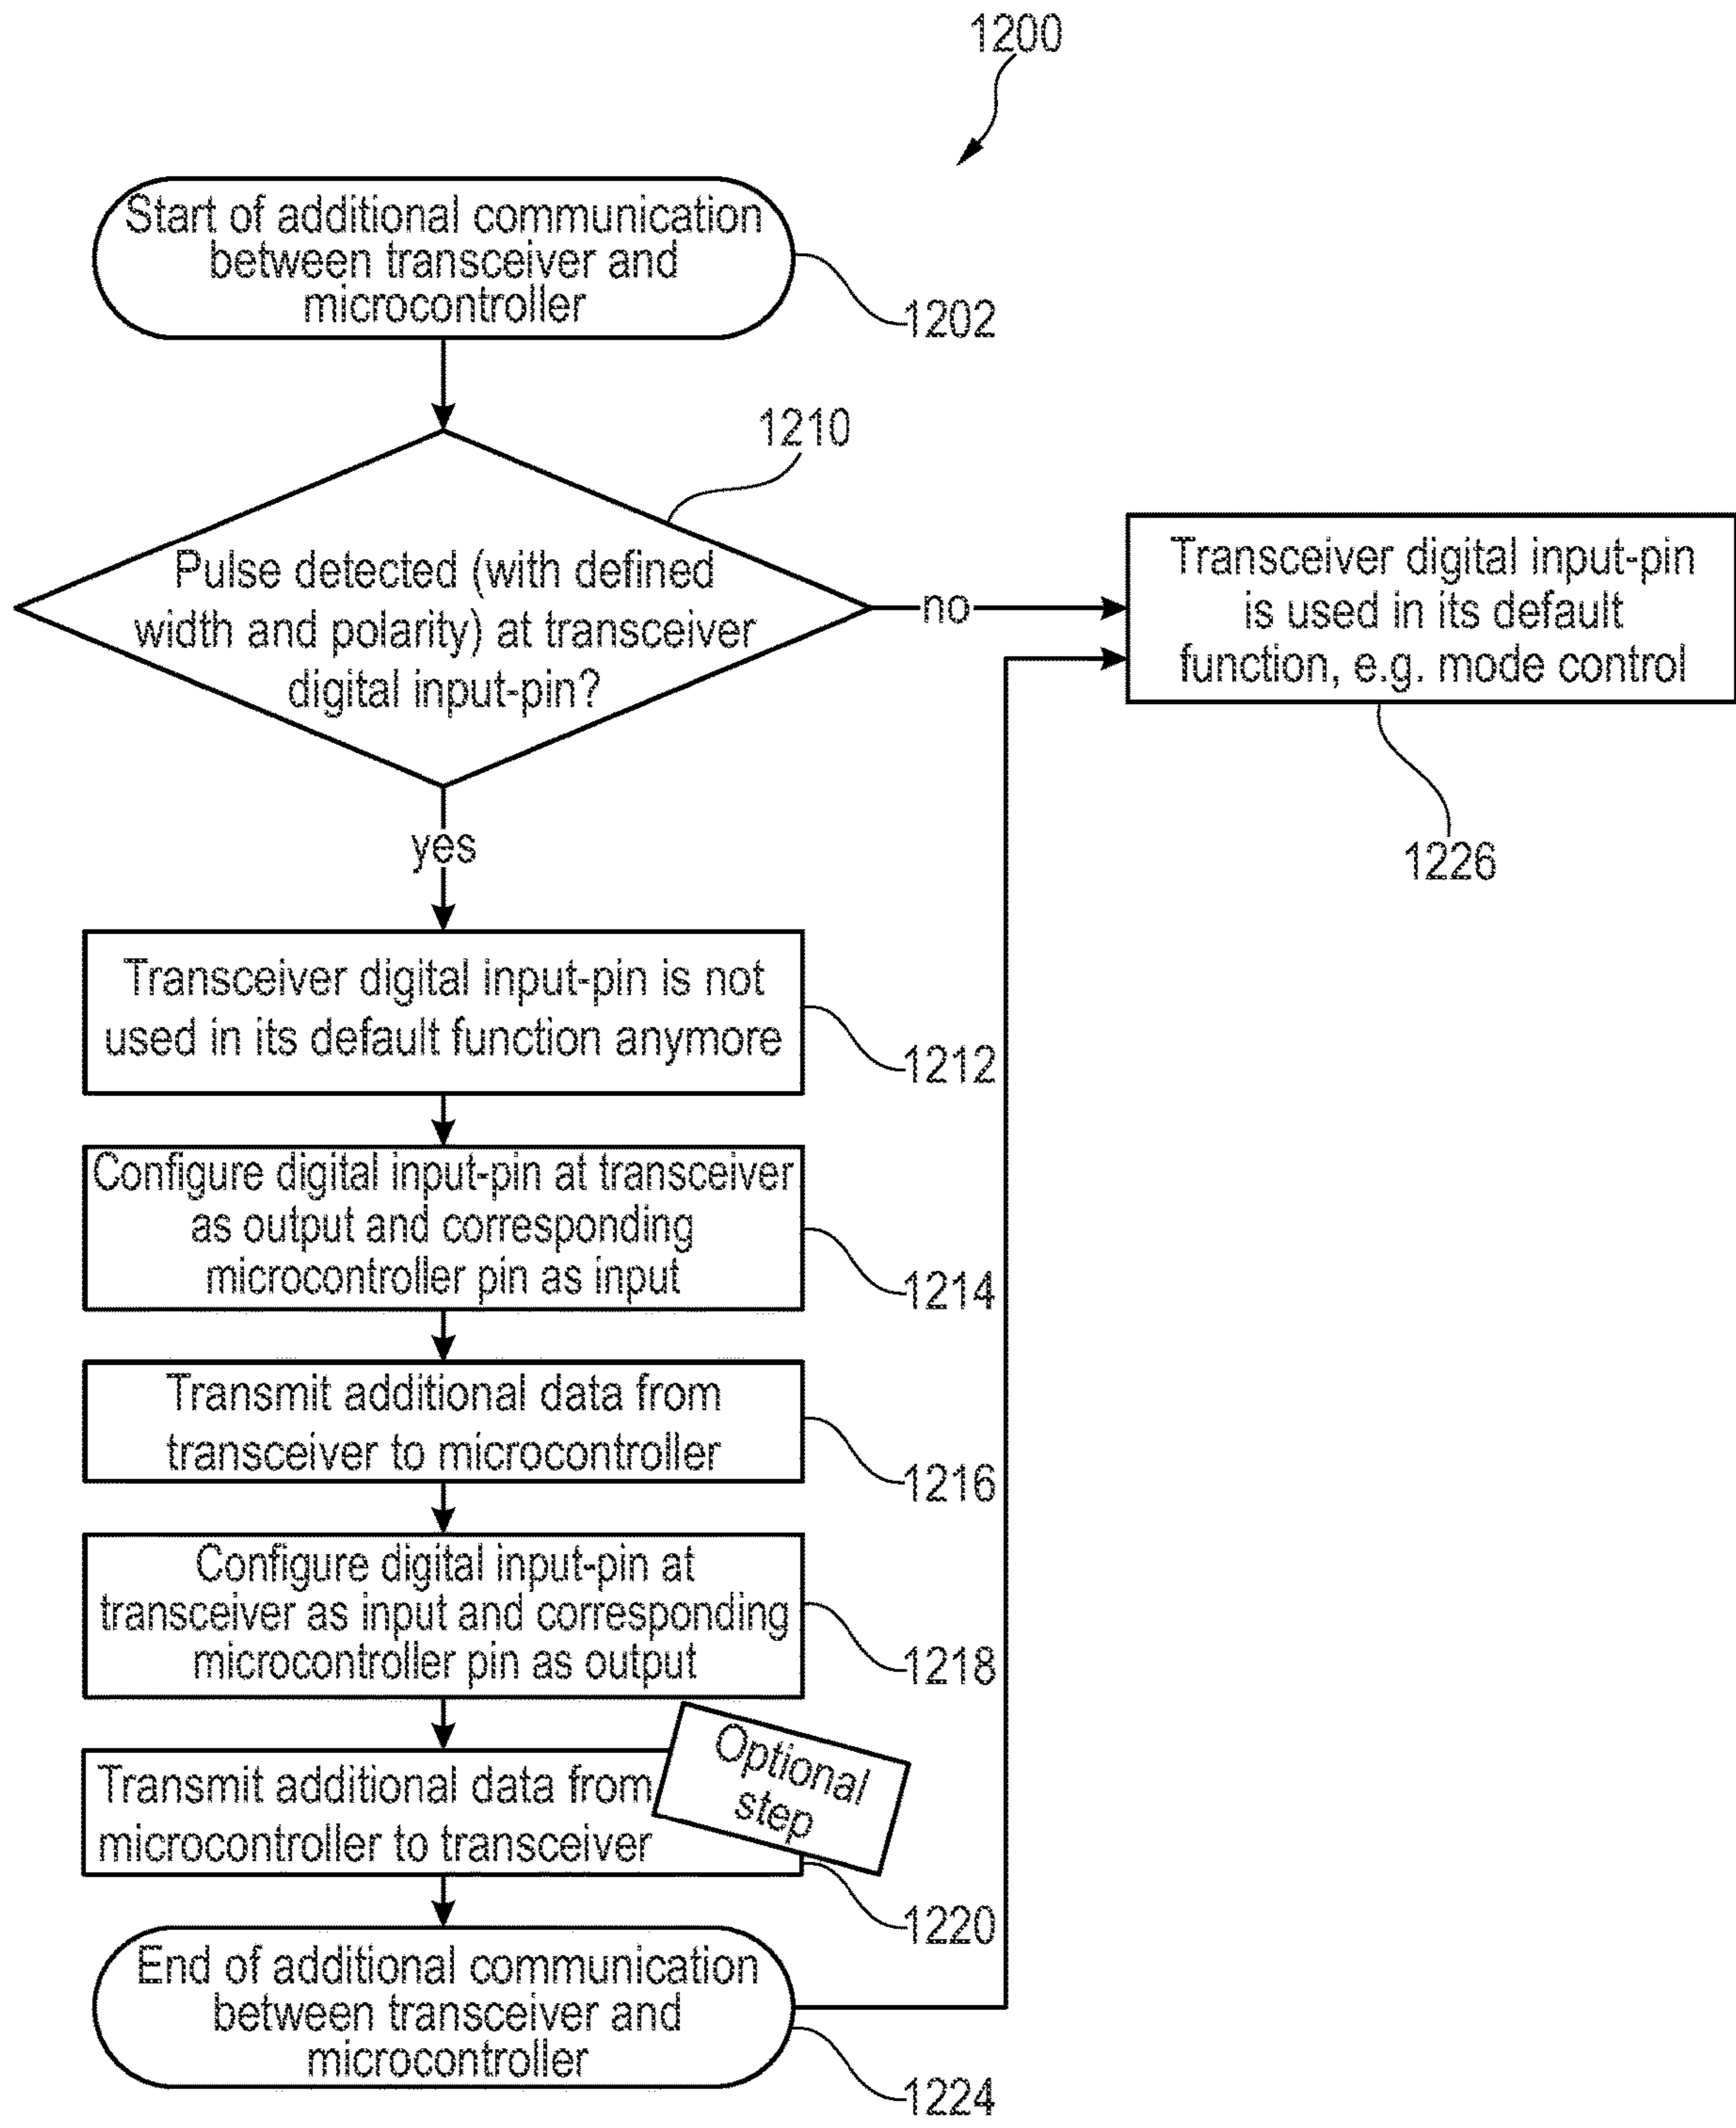 1200
Start of additional communication
between transceiver and
microcontroller
1202
1210
Pulse detected (with defined
width and polarity) at transceiver
digital input-pin?
no
Transceiver digital input-pin
is used in its default
function, e.g. mode control
1226
yes
Transceiver digital input-pin is not
used in its default function anymore
1212
Configure digital input-pin at transceiver
as output and corresponding
microcontroller pin as input
1214
Transmit additional data from
transceiver to microcontroller
1216
Configure digital input-pin at
transceiver as input and corresponding
microcontroller pin as output
1218
Optional
step
Transmit additional data from
microcontroller to transceiver
1220
End of additional communication
between transceiver and
microcontroller
1224